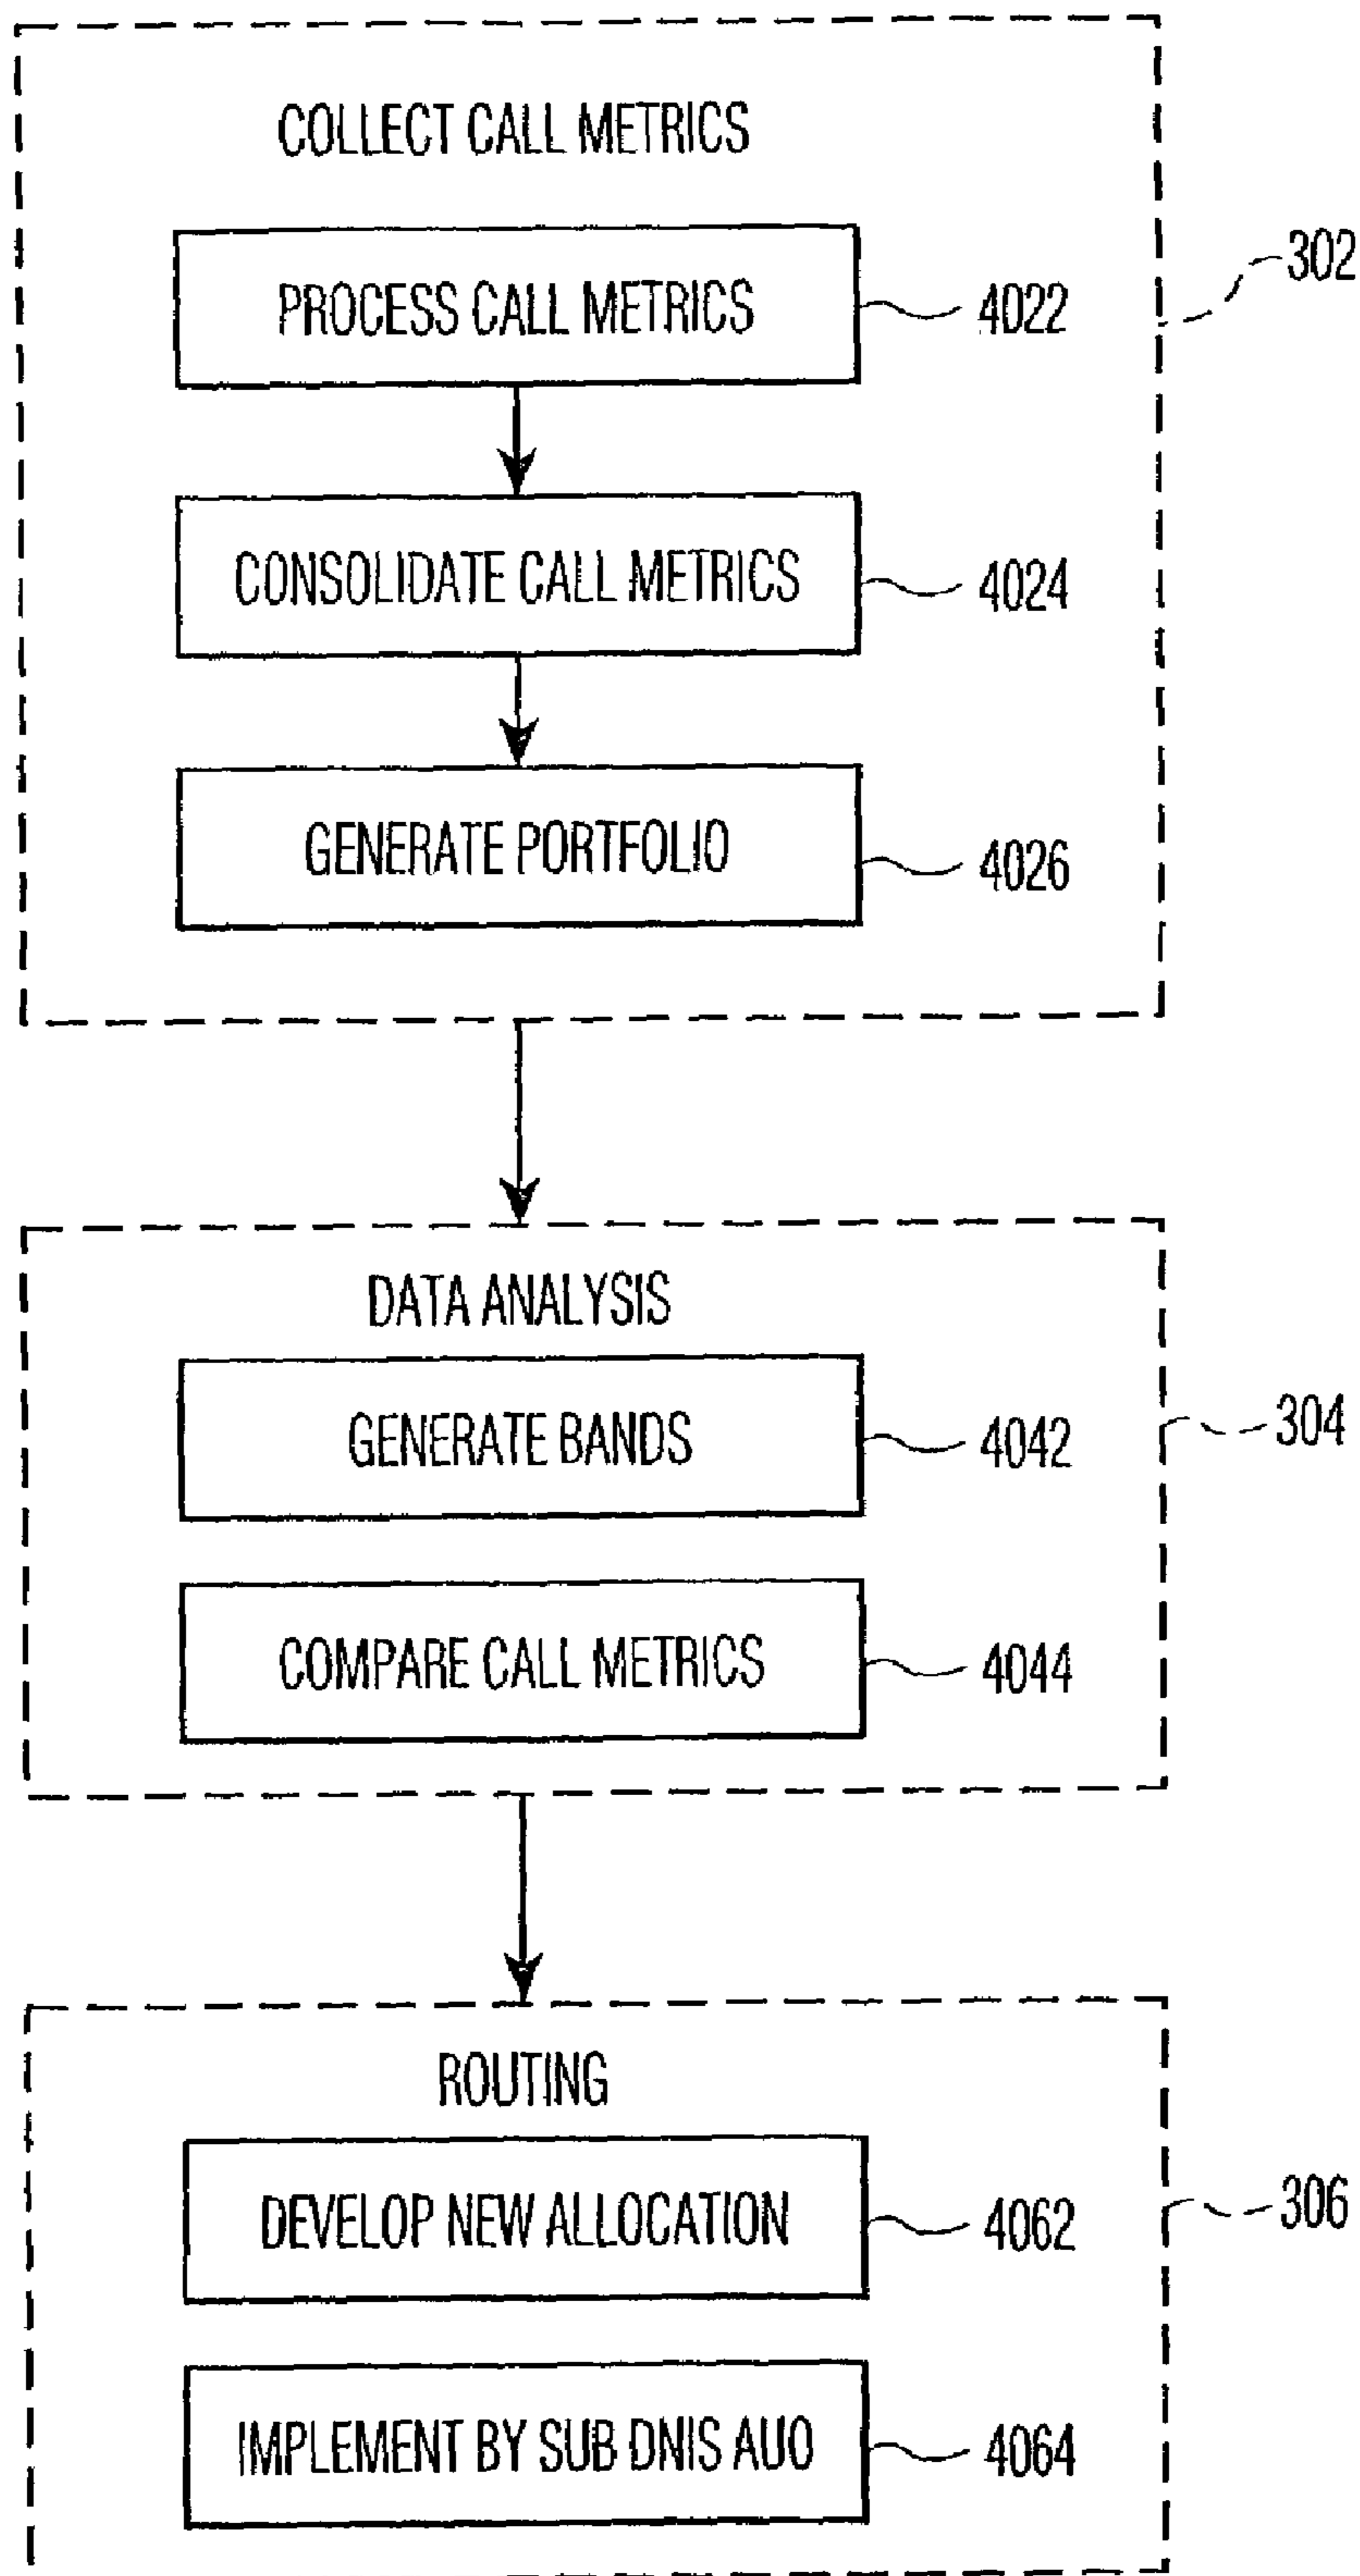 COLLECT CALL METRICS
302
PROCESS CALL METRICS
4022
CONSOLIDATE CALL METRICS
4024
GENERATE PORTFOLIO
4026
DATA ANALYSIS
GENERATE BANDS
4042
304
COMPARE CALL METRICS
4044
ROUTING
DEVELOP NEW ALLOCATION
4062
306
IMPLEMENT BY SUB DNIS AUO
4064